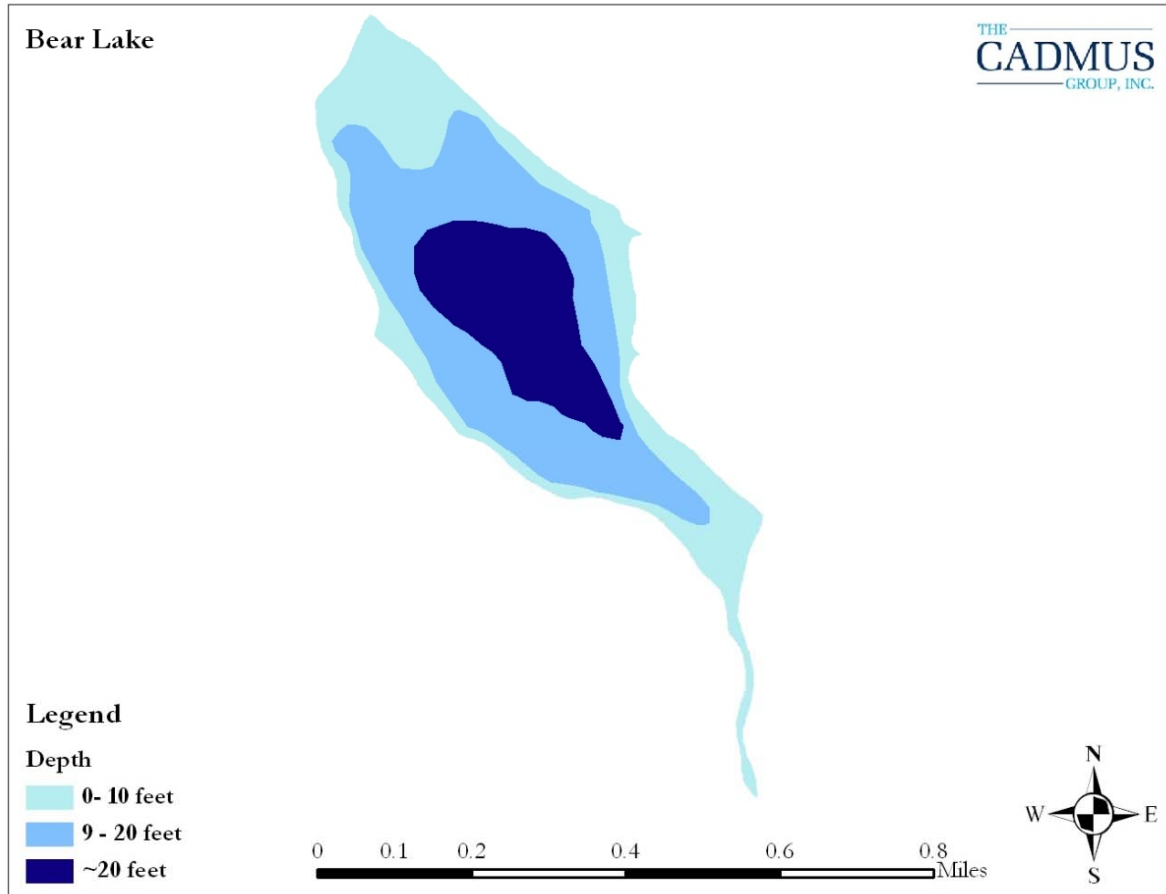 Bear Lake
THE
CADMUS
GROUP, INC.
Legend
Depth
0- 10 feet
9 - 20 feet
~20 feet
0 0.1 0.2 0.4 0.6 0.8
Miles
N
W E
S